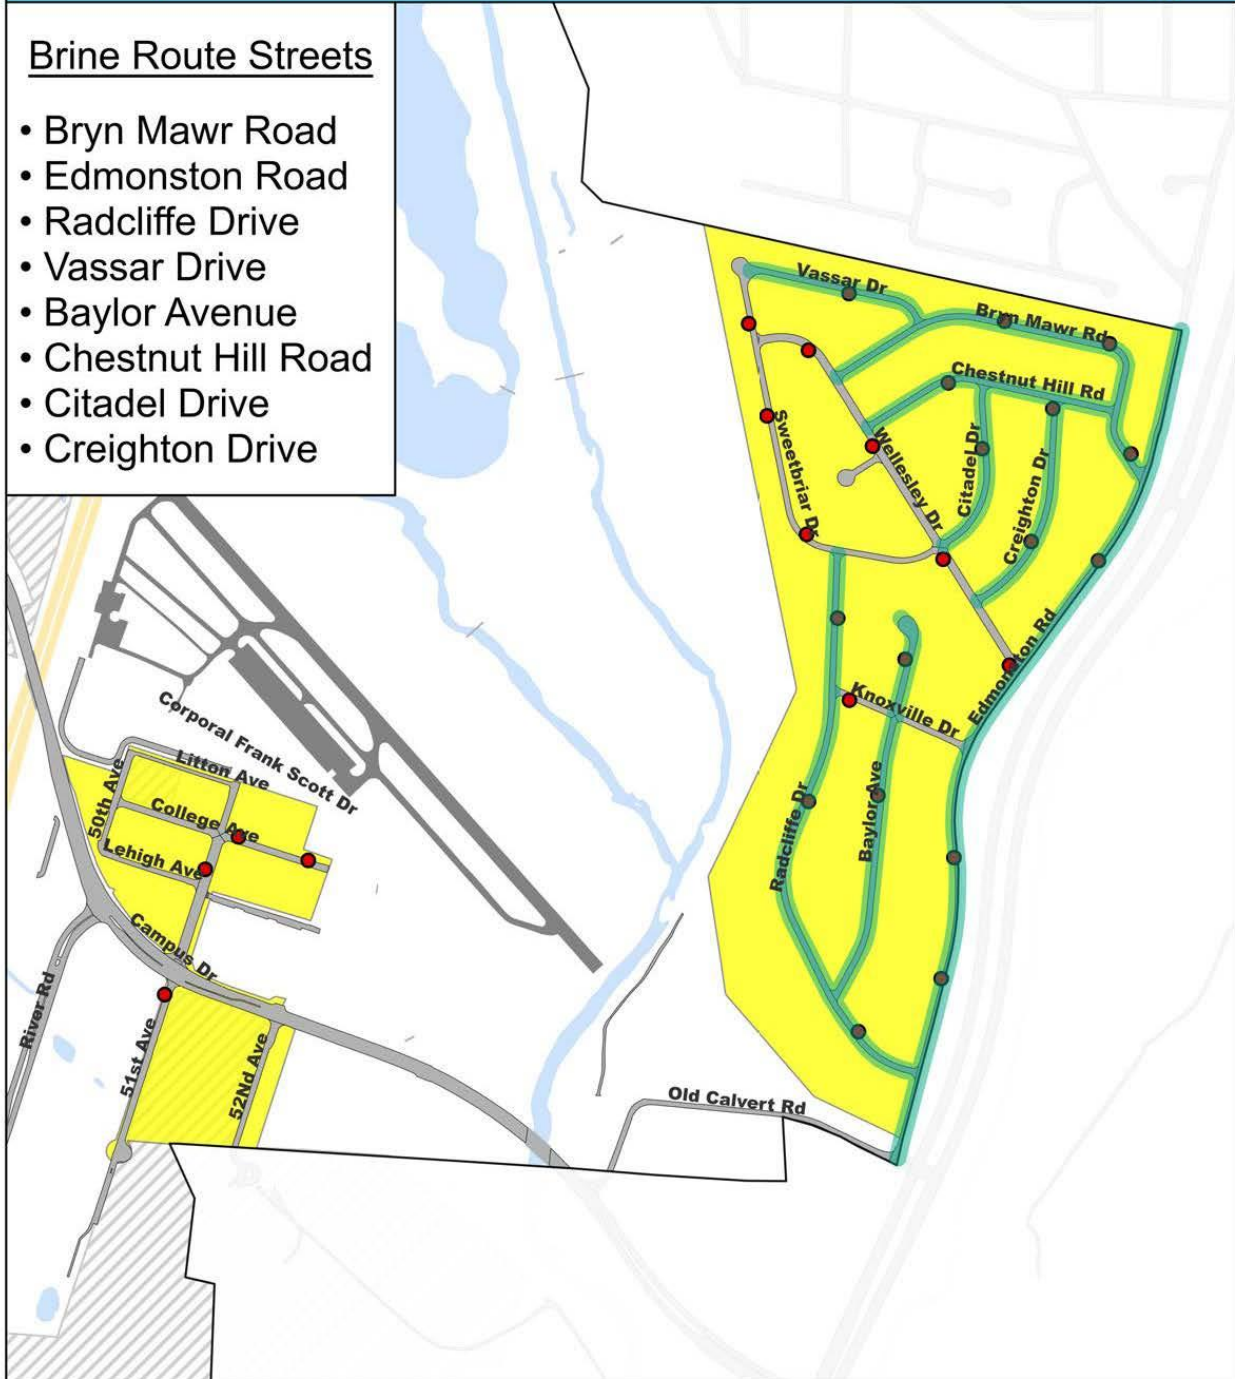 Brine Route Streets
• Bryn Mawr Road
• Edmonston Road
• Radcliffe Drive
• Vassar Drive
• Baylor Avenue
• Chestnut Hill Road
• Citadel Drive
• Creighton Drive
Vassar Dr
Bryn Mawr Rd
Chestnut Hill Rd
Sweetbriar Dr
Wellesley Dr
Citadel Dr
Creighton Dr
Edmonston Rd
Knoxville Dr
Radcliffe Dr
Baylor Ave
Corporal Frank Scott Dr
Litton Ave
50th Ave
College Ave
Lehigh Ave
Campus Dr
River Rd
51st Ave
52Nd Ave
Old Calvert Rd